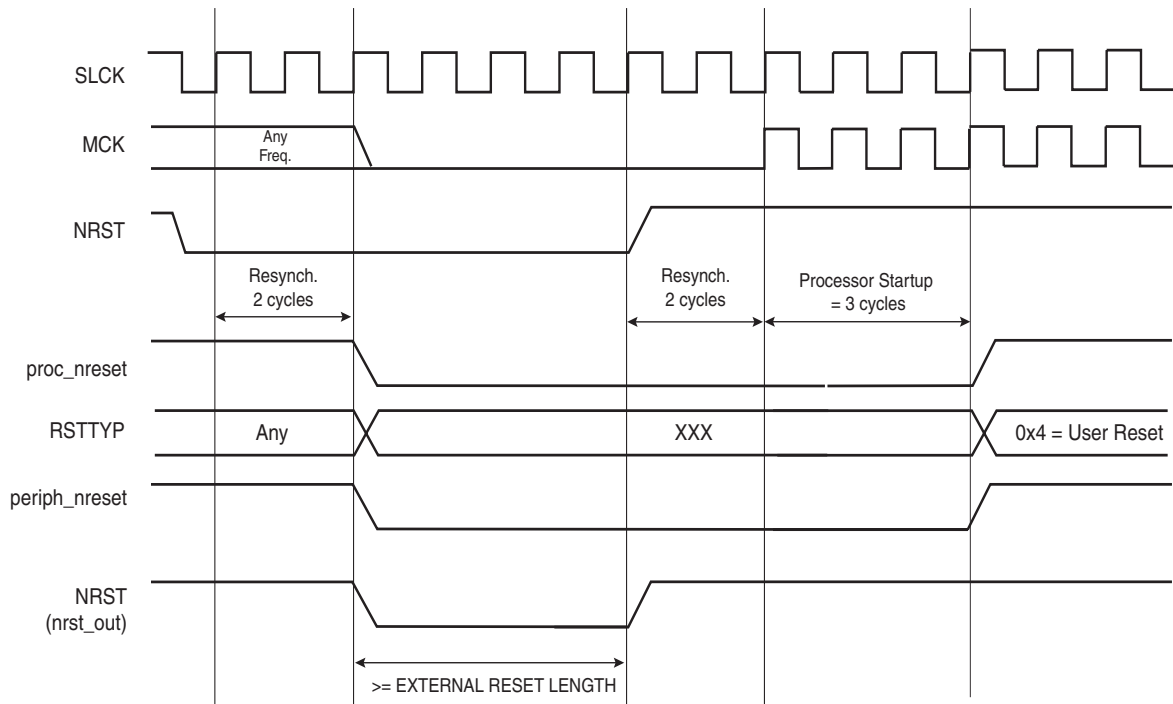 SLCK
MCK
Any
Freq.
NRST
Resynch.
2 cycles
Resynch.
2 cycles
Processor Startup
= 3 cycles
proc_nreset
RSTTYP
Any
XXX
0x4 = User Reset
periph_nreset
NRST
(nrst_out)
>= EXTERNAL RESET LENGTH